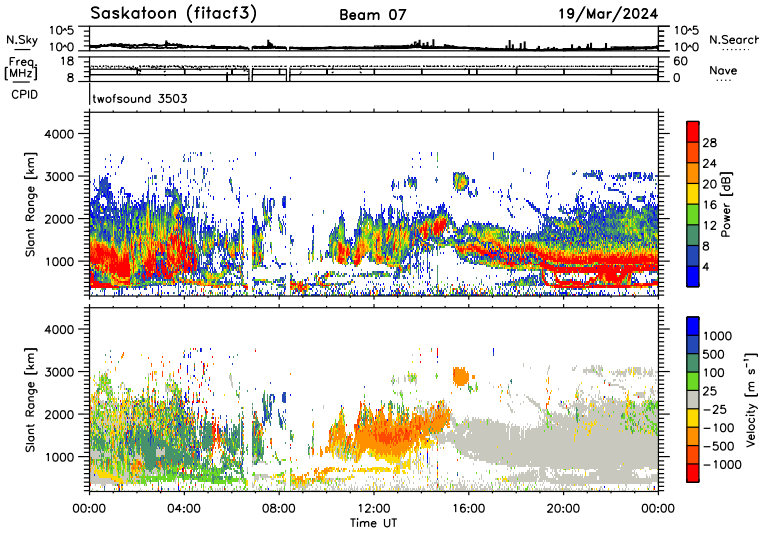 Saskatoon (fitacf3) Beam 07 19/Mar/2024
N.Sky 10^5 10^0 10^5 10^0 N.Search
Freq. [MHz] 18 8 60 0 Nave
CPID twofsound 3503
Slant Range [km] 4000 3000 2000 1000
Power [dB] 28 24 20 16 12 8 4
Slant Range [km] 4000 3000 2000 1000
Velocity [m s⁻¹] 1000 500 100 25 −25 −100 −500 −1000
00:00 04:00 08:00 12:00 16:00 20:00 00:00
Time UT